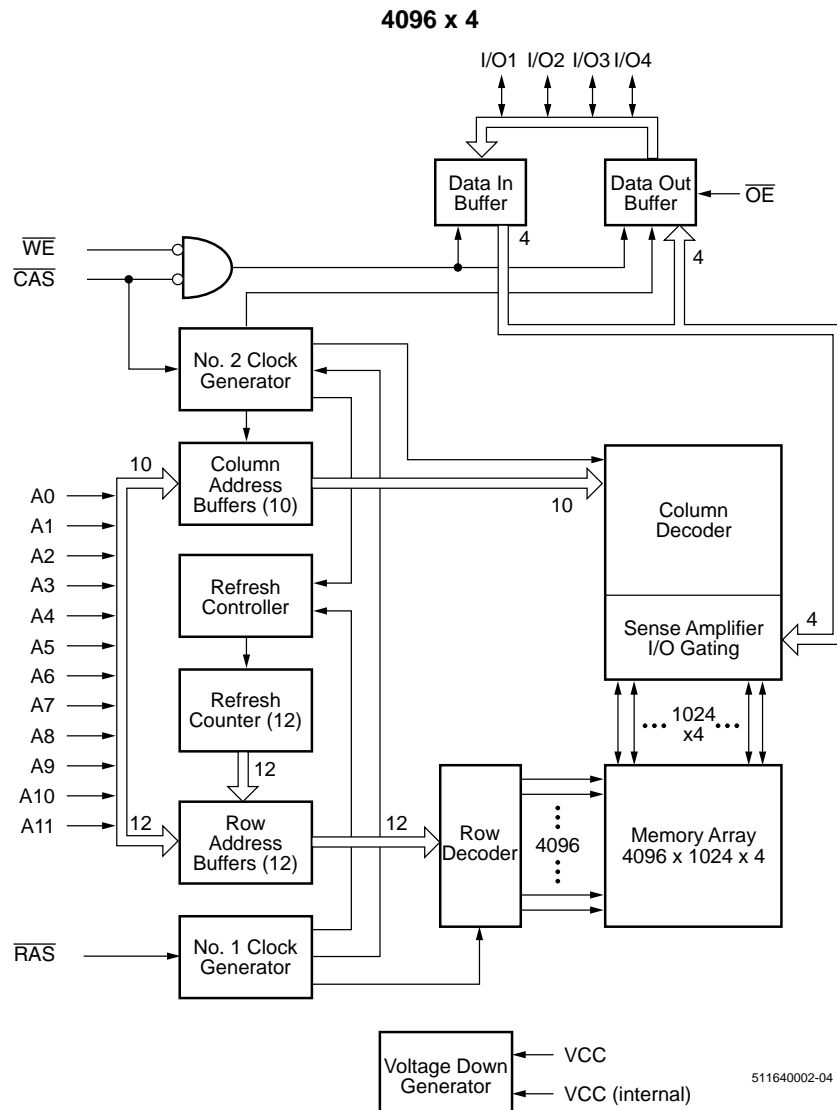 4096 x 4
I/O1 I/O2 I/O3 I/O4
Data In
Buffer
Data Out
Buffer
OE
4
4
WE
CAS
No. 2 Clock
Generator
10
Column
Address
Buffers (10)
10
Column
Decoder
A0
A1
A2
A3
A4
A5
A6
A7
A8
A9
A10
A11
Refresh
Controller
Sense Amplifier
I/O Gating
4
Refresh
Counter (12)
••• 1024 •••
x4
12
12
Row
Address
Buffers (12)
12
Row
Decoder
4096
Memory Array
4096 x 1024 x 4
RAS
No. 1 Clock
Generator
Voltage Down
Generator
VCC
VCC (internal)
511640002-04